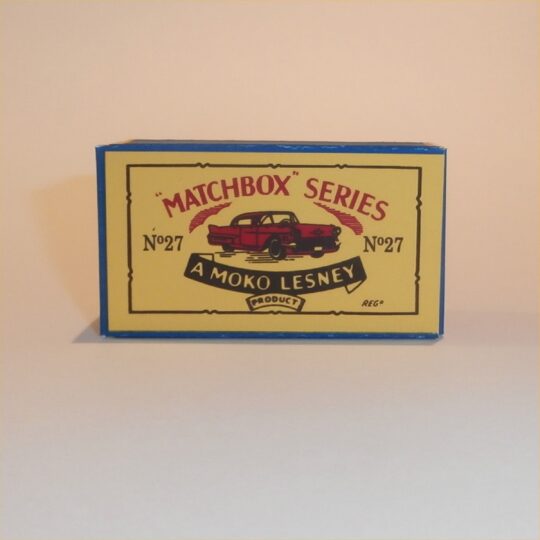 "MATCHBOX" SERIES
Nº27 Nº27
A MOKO LESNEY
PRODUCT
REGᴰ